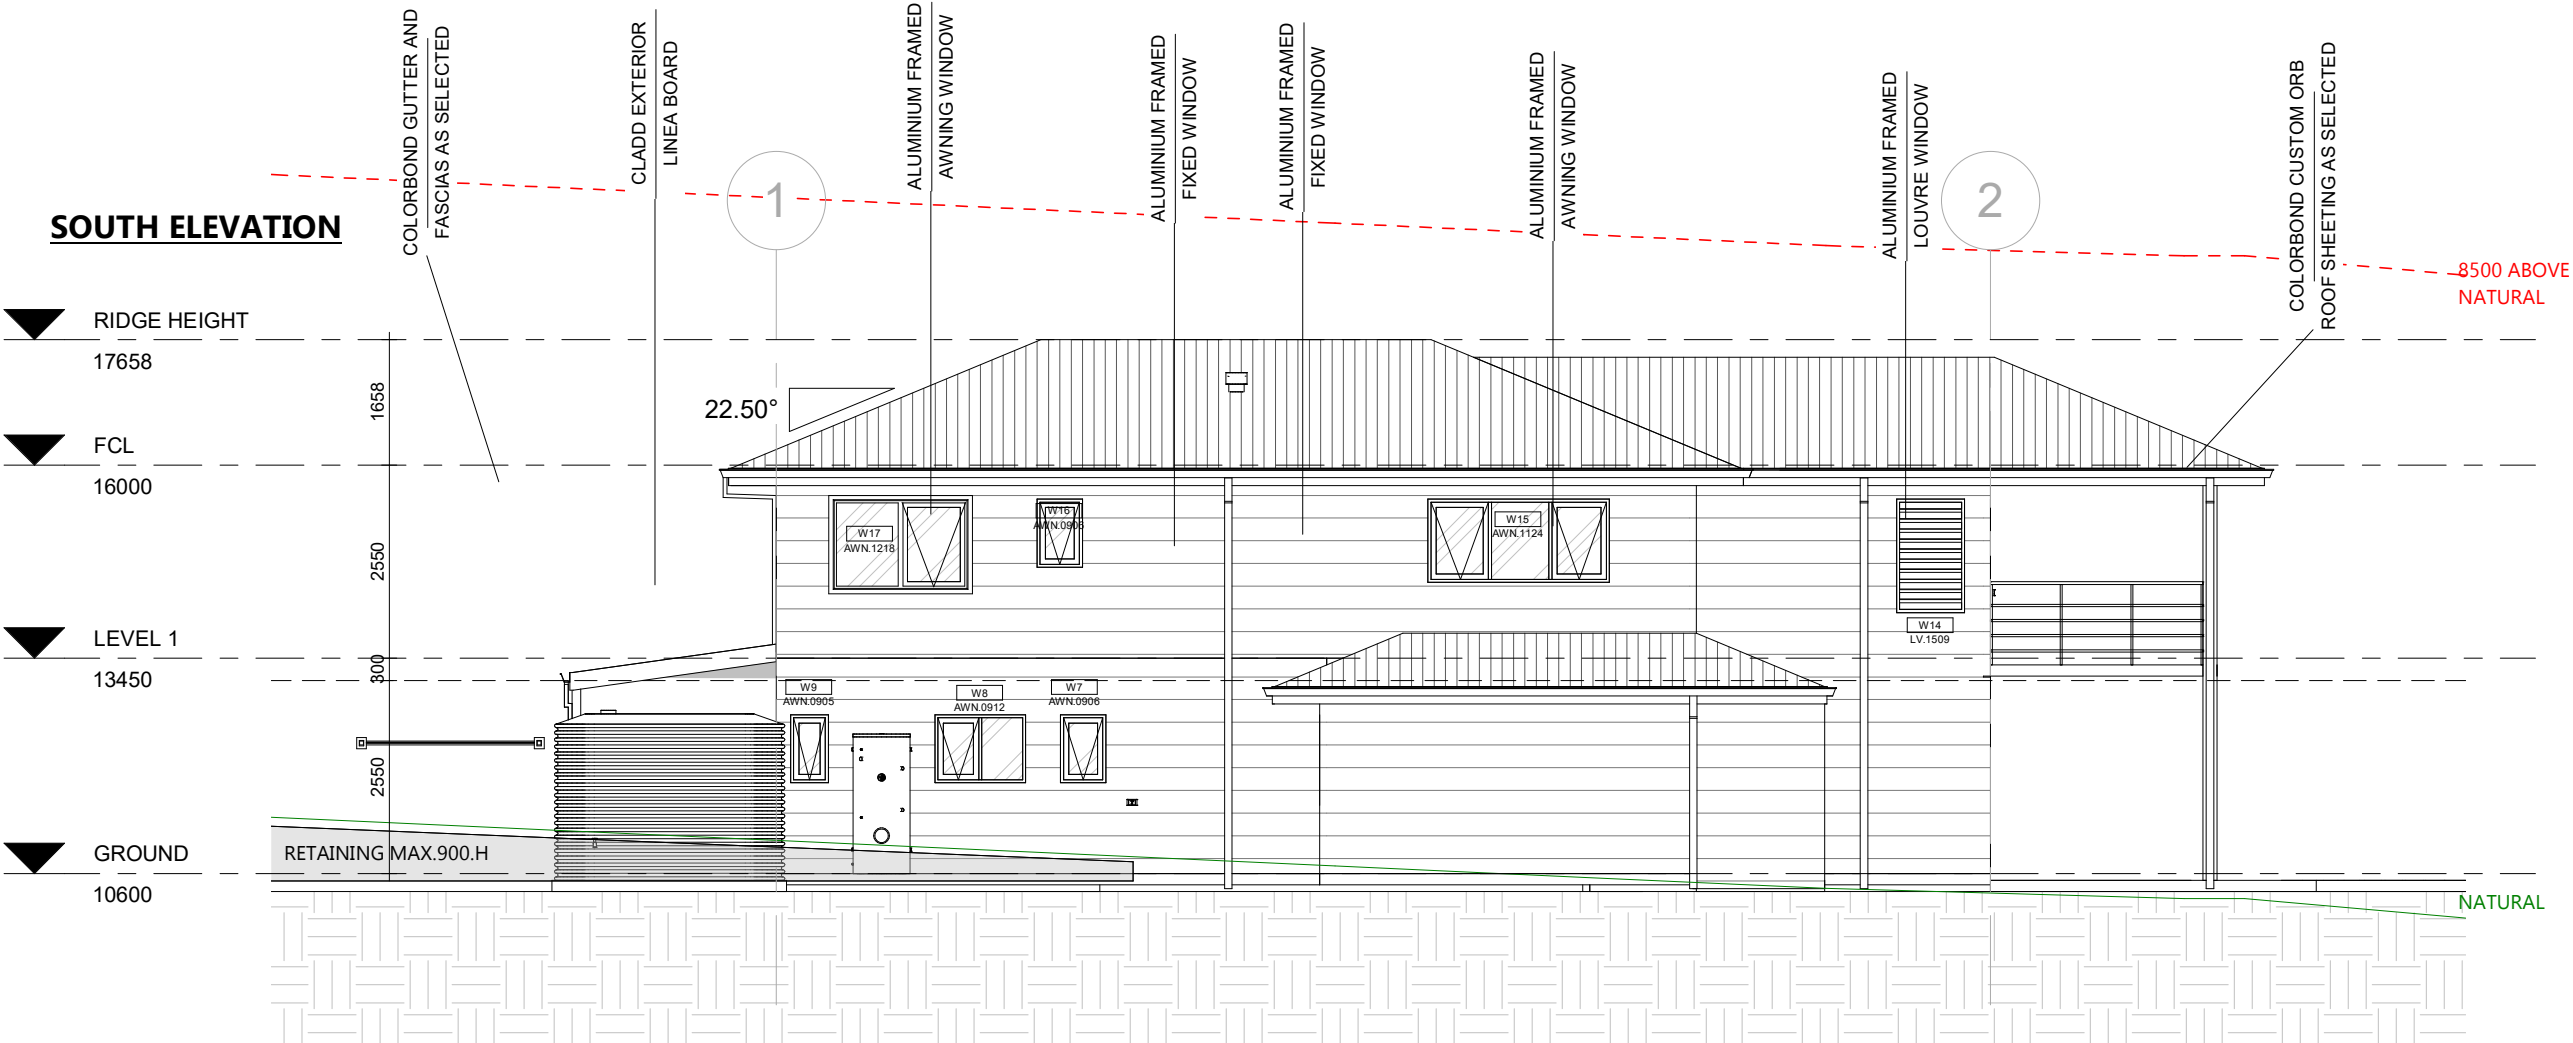 COLORBOND GUTTER AND
FASCIAS AS SELECTED
CLADD EXTERIOR
LINEA BOARD
ALUMINIUM FRAMED
AWNING WINDOW
ALUMINIUM FRAMED
FIXED WINDOW
ALUMINIUM FRAMED
FIXED WINDOW
ALUMINIUM FRAMED
AWNING WINDOW
ALUMINIUM FRAMED
LOUVRE WINDOW
COLORBOND CUSTOM ORB
ROOF SHEETING AS SELECTED
1
2
SOUTH ELEVATION
8500 ABOVE
NATURAL
RIDGE HEIGHT
17658
1658
22.50°
FCL
16000
2550
W17
AWN.1218
W16
AWN.0906
W15
AWN.1124
W14
LV.1509
LEVEL 1
13450
300
W9
AWN.0905
W8
AWN.0912
W7
AWN.0906
2550
GROUND
10600
RETAINING MAX.900.H
NATURAL